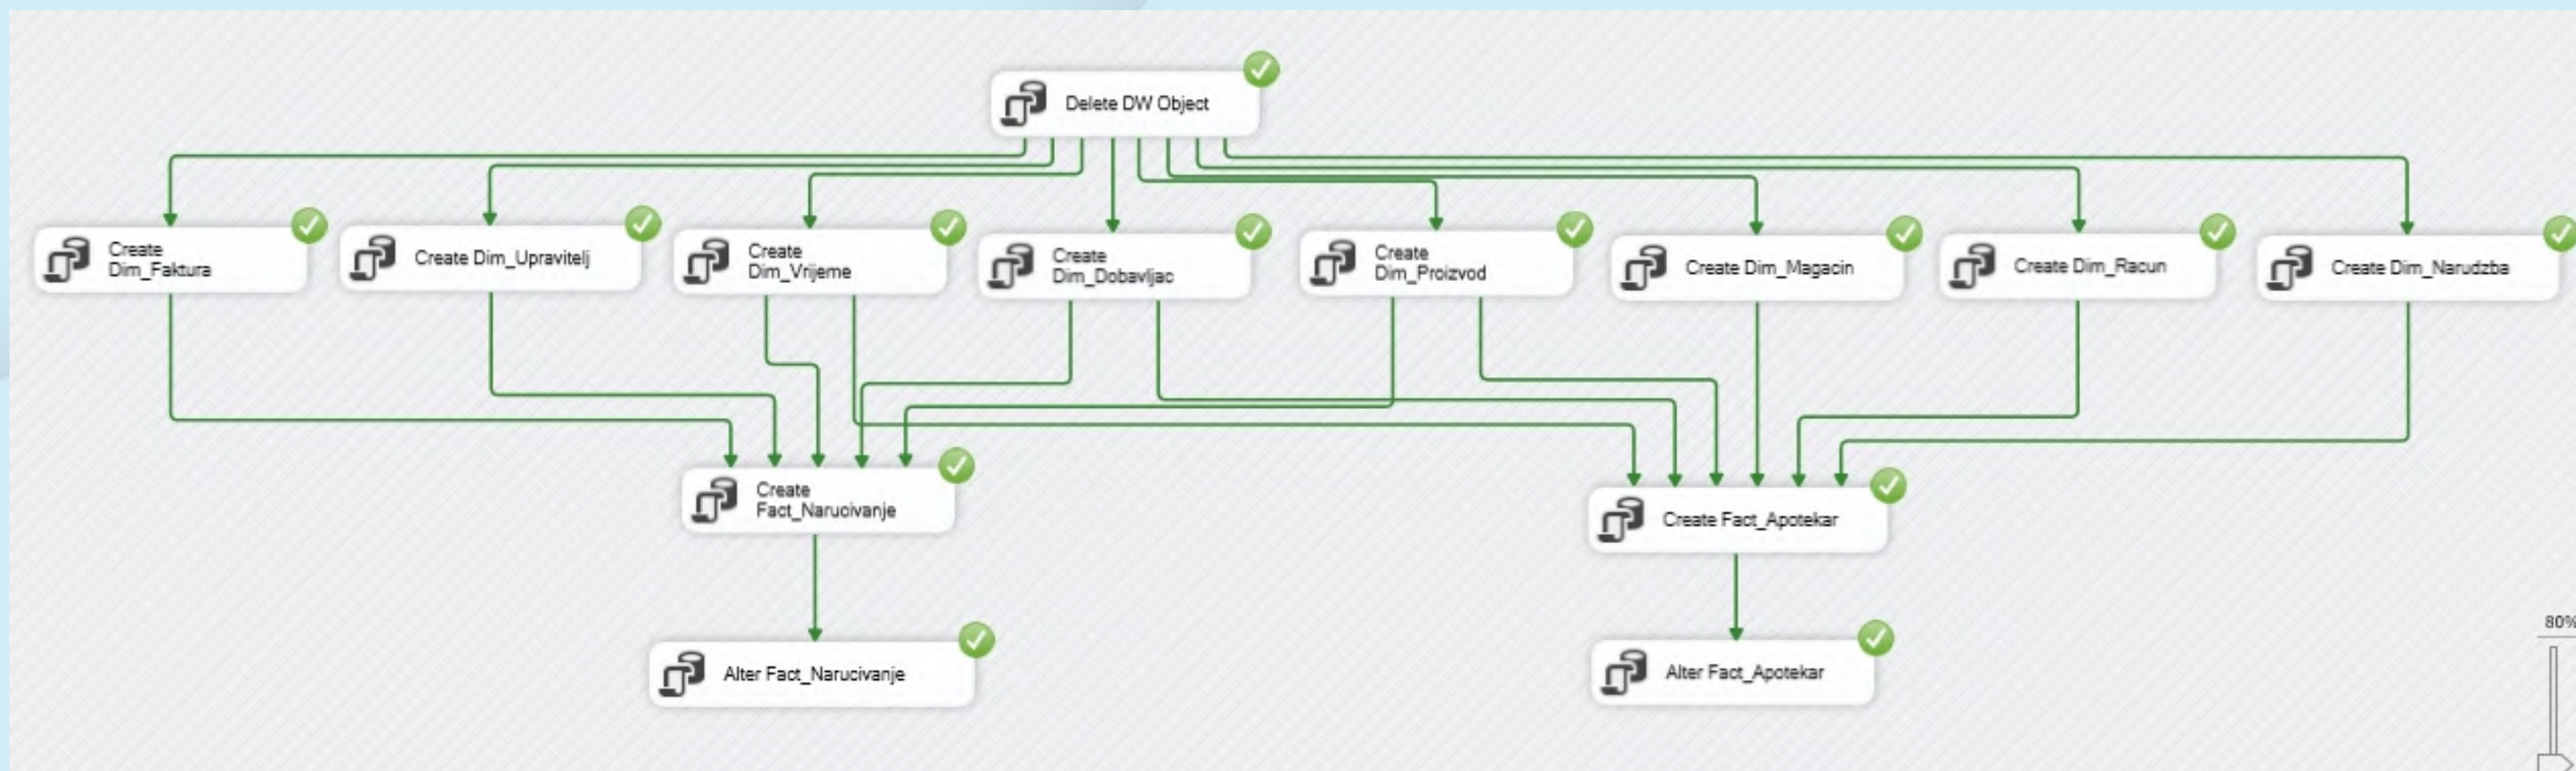 Delete DW Object
Create
Dim_Faktura
Create Dim_Upravitelj
Create
Dim_Vrijeme
Create
Dim_Dobavljac
Create
Dim_Proizvod
Create Dim_Magacin
Create Dim_Racun
Create Dim_Narudzba
Create
Fact_Narucivanje
Create Fact_Apotekar
Alter Fact_Narucivanje
Alter Fact_Apotekar
80%